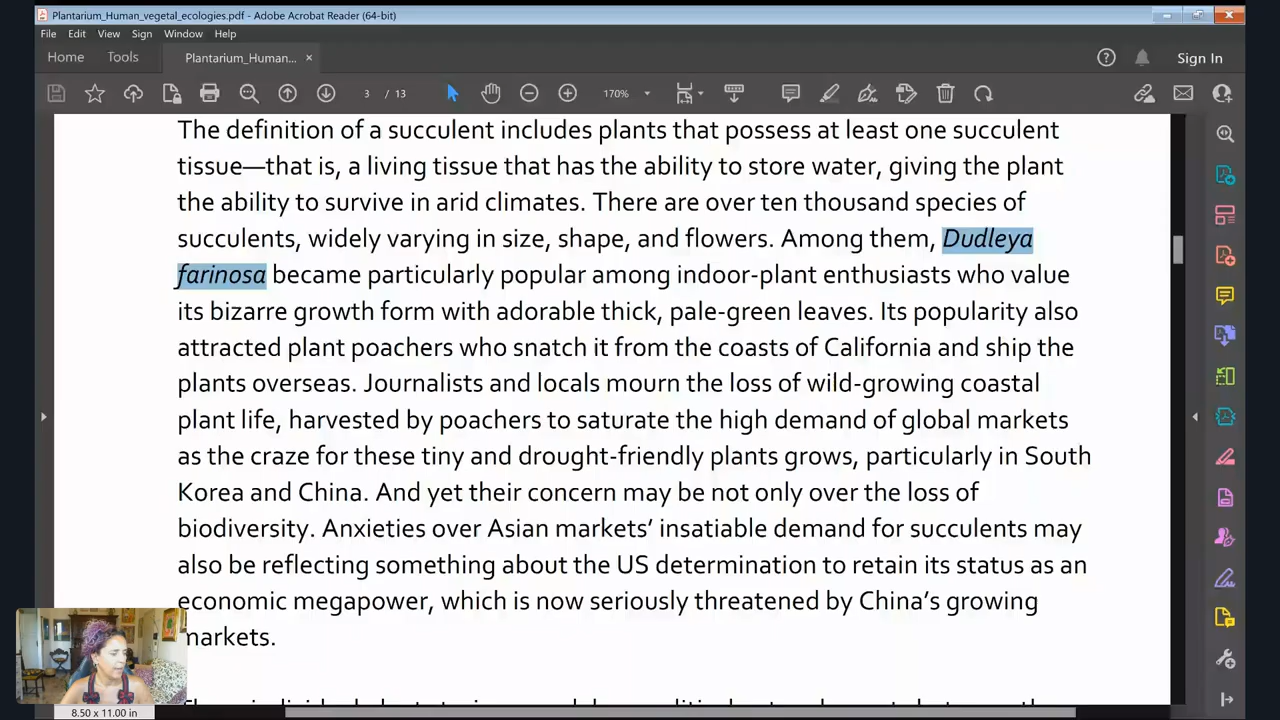 Plantarium_Human_vegetal_ecologies.pdf - Adobe Acrobat Reader (64-bit)
File Edit View Sign Window Help
Home Tools Plantarium_Human... × Sign In
3 / 13 170%
The definition of a succulent includes plants that possess at least one succulent
tissue—that is, a living tissue that has the ability to store water, giving the plant
the ability to survive in arid climates. There are over ten thousand species of
succulents, widely varying in size, shape, and flowers. Among them, Dudleya
farinosa became particularly popular among indoor-plant enthusiasts who value
its bizarre growth form with adorable thick, pale-green leaves. Its popularity also
attracted plant poachers who snatch it from the coasts of California and ship the
plants overseas. Journalists and locals mourn the loss of wild-growing coastal
plant life, harvested by poachers to saturate the high demand of global markets
as the craze for these tiny and drought-friendly plants grows, particularly in South
Korea and China. And yet their concern may be not only over the loss of
biodiversity. Anxieties over Asian markets’ insatiable demand for succulents may
also be reflecting something about the US determination to retain its status as an
economic megapower, which is now seriously threatened by China’s growing
markets.
8.50 x 11.00 in